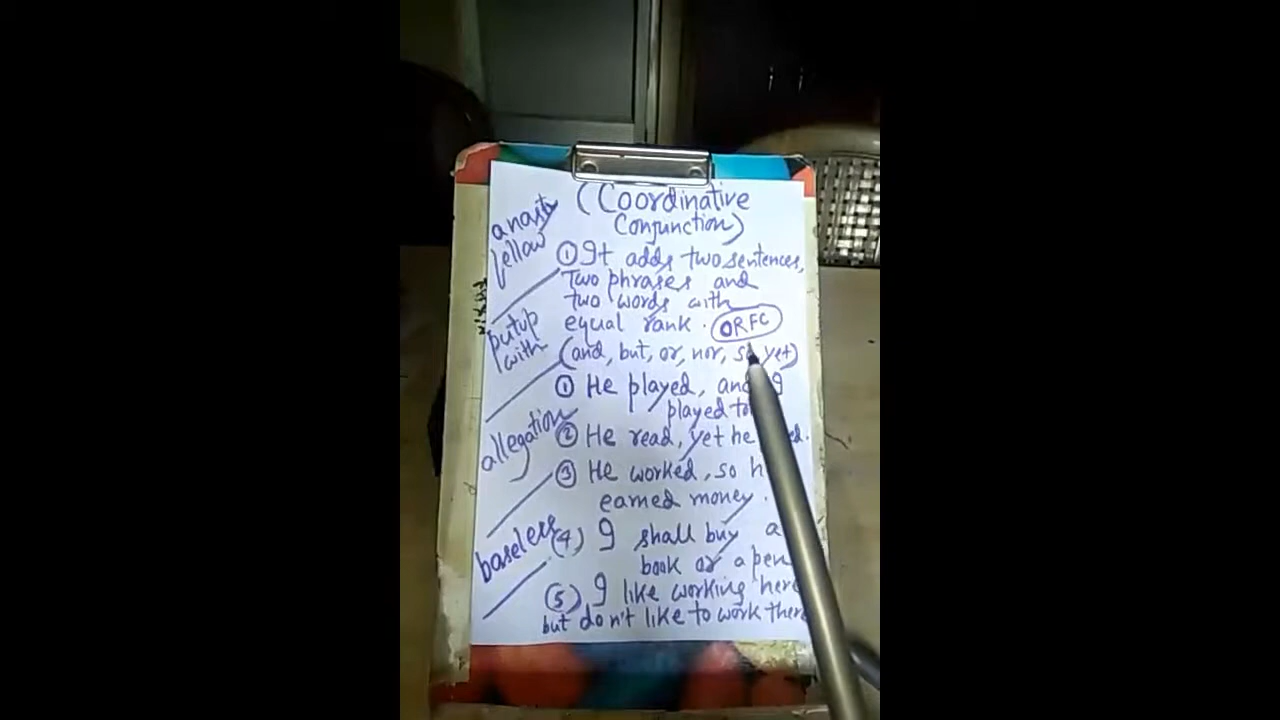 (Coordinative
Conjunction)
① It adds two sentences,
Two phrases and
two words with
equal rank. ORFC
(and, but, or, nor, so, yet)
① He played, and I
played
② He read, yet he
③ He worked, so
earned money.
(4) I shall buy a
book or a pen
(5) I like working here
but don't like to work there
a nasty
fellow
put up
with
allegation
baseless